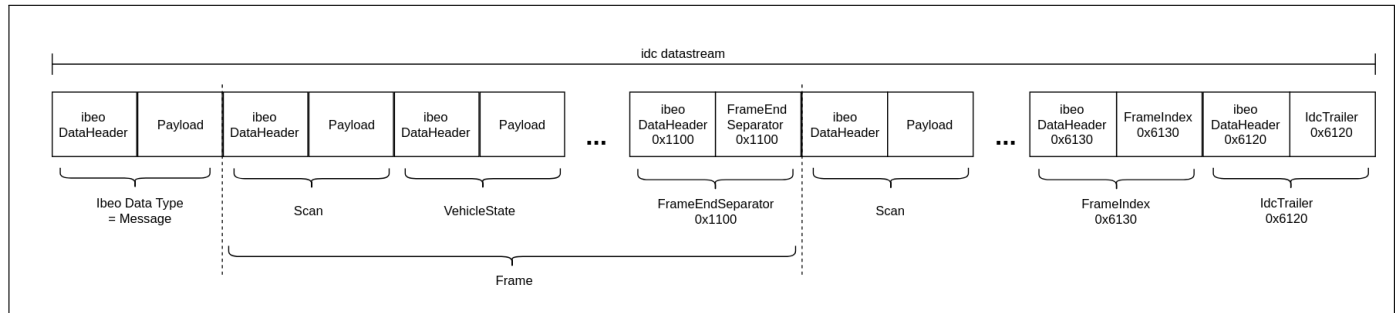 idc datastream
ibeo
DataHeader
Payload
ibeo
DataHeader
Payload
ibeo
DataHeader
Payload
...
ibeo
DataHeader
0x1100
FrameEnd
Separator
0x1100
ibeo
DataHeader
Payload
...
ibeo
DataHeader
0x6130
FrameIndex
0x6130
ibeo
DataHeader
0x6120
IdcTrailer
0x6120
Ibeo Data Type
= Message
Scan
VehicleState
FrameEndSeparator
0x1100
Scan
FrameIndex
0x6130
IdcTrailer
0x6120
Frame